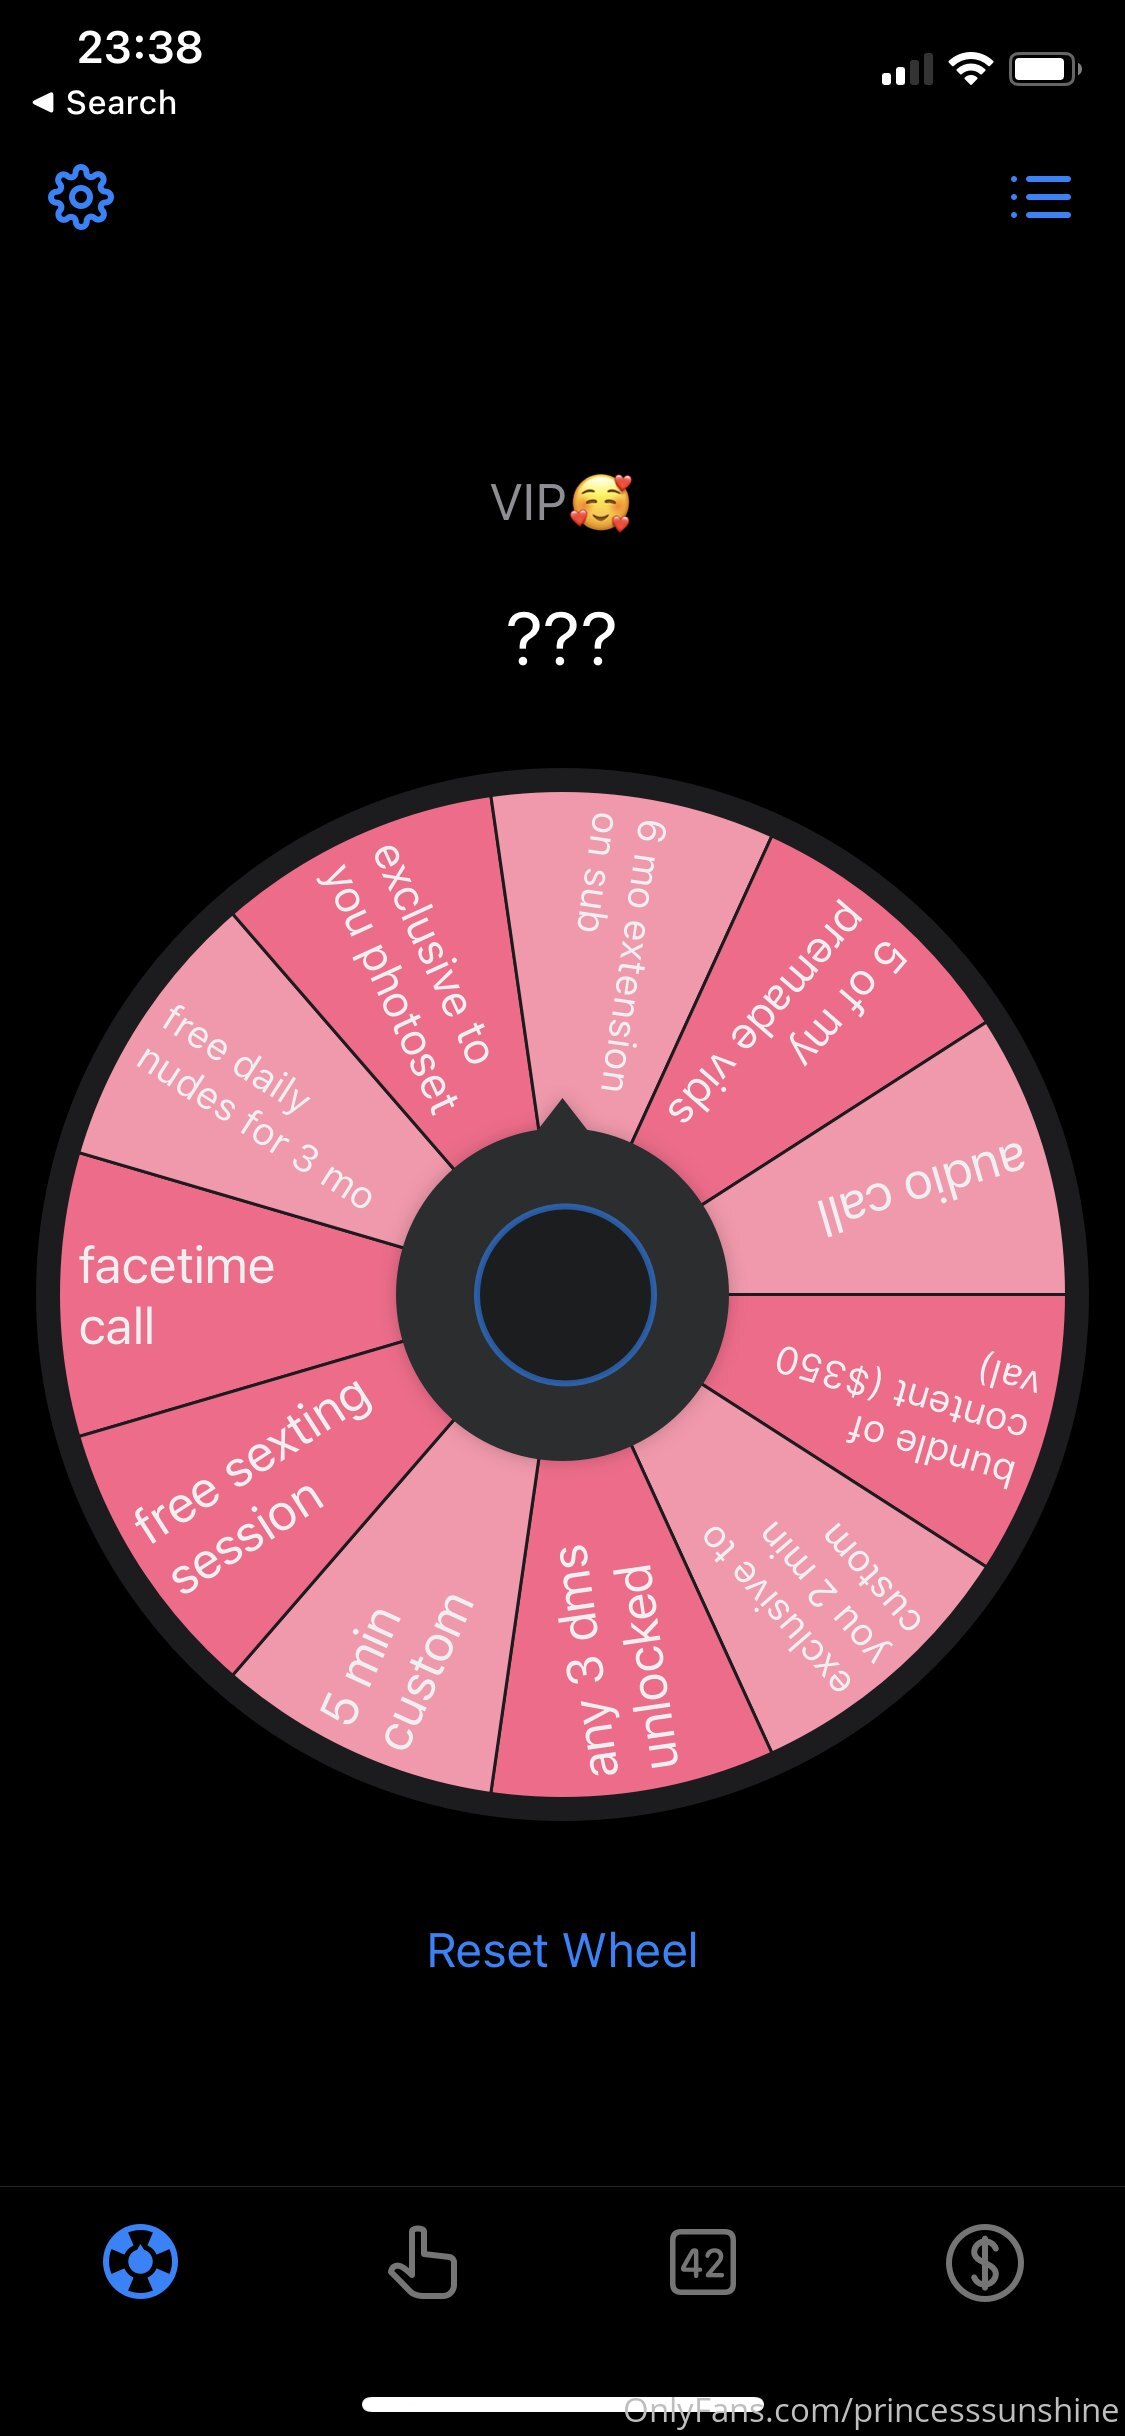 23:38
Search
VIP🥰
???
6 mo extension
on sub
5 of my
premade vids
audio call
bundle of
content ($350
val)
exclusive to
you 2 min
custom
any 3 dms
unlocked
5 min
custom
free sexting
session
facetime
call
free daily
nudes for 3 mo
exclusive to
you photoset
Reset Wheel
42
$
OnlyFans.com/princesssunshine